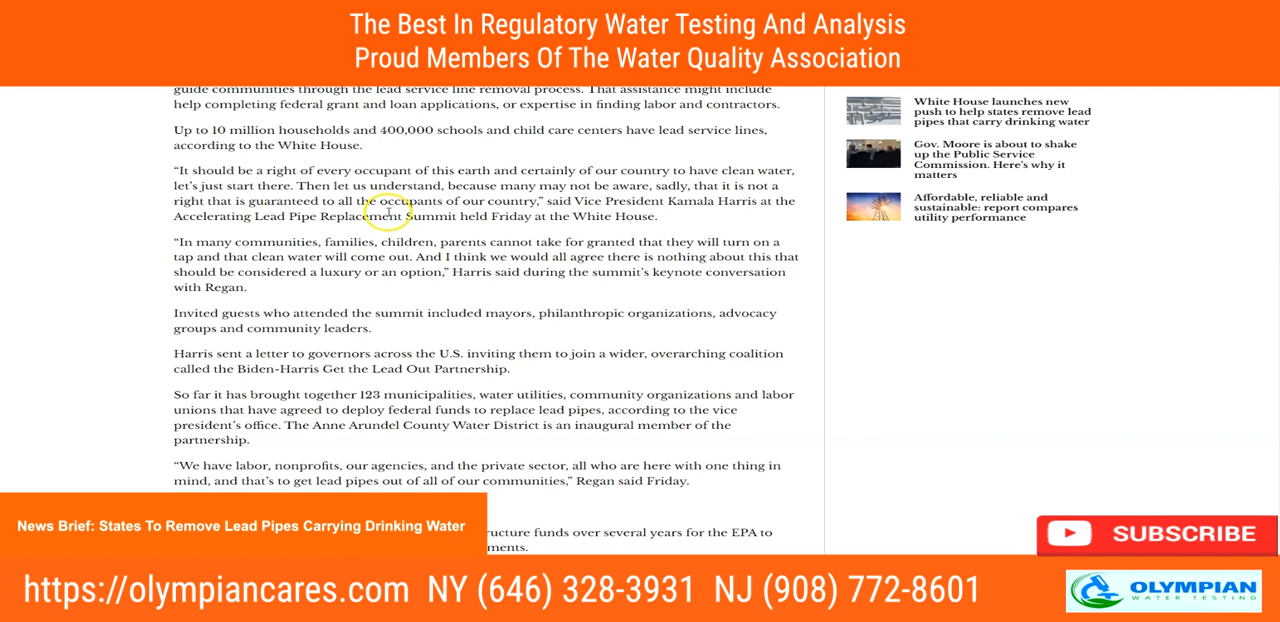 The Best In Regulatory Water Testing And Analysis
Proud Members Of The Water Quality Association
guide communities through the lead service line removal process. That assistance might include
help completing federal grant and loan applications, or expertise in finding labor and contractors.
Up to 10 million households and 400,000 schools and child care centers have lead service lines,
according to the White House.
“It should be a right of every occupant of this earth and certainly of our country to have clean water,
let’s just start there. Then let us understand, because many may not be aware, sadly, that it is not a
right that is guaranteed to all the occupants of our country,” said Vice President Kamala Harris at the
Accelerating Lead Pipe Replacement Summit held Friday at the White House.
“In many communities, families, children, parents cannot take for granted that they will turn on a
tap and that clean water will come out. And I think we would all agree there is nothing about this that
should be considered a luxury or an option,” Harris said during the summit’s keynote conversation
with Regan.
Invited guests who attended the summit included mayors, philanthropic organizations, advocacy
groups and community leaders.
Harris sent a letter to governors across the U.S. inviting them to join a wider, overarching coalition
called the Biden-Harris Get the Lead Out Partnership.
So far it has brought together 123 municipalities, water utilities, community organizations and labor
unions that have agreed to deploy federal funds to replace lead pipes, according to the vice
president’s office. The Anne Arundel County Water District is an inaugural member of the
partnership.
“We have labor, nonprofits, our agencies, and the private sector, all who are here with one thing in
mind, and that’s to get lead pipes out of all of our communities,” Regan said Friday.
ructure funds over several years for the EPA to
ments.
White House launches new
push to help states remove lead
pipes that carry drinking water
Gov. Moore is about to shake
up the Public Service
Commission. Here’s why it
matters
Affordable, reliable and
sustainable: report compares
utility performance
News Brief: States To Remove Lead Pipes Carrying Drinking Water
SUBSCRIBE
https://olympiancares.com NY (646) 328-3931 NJ (908) 772-8601
OLYMPIAN
WATER TESTING